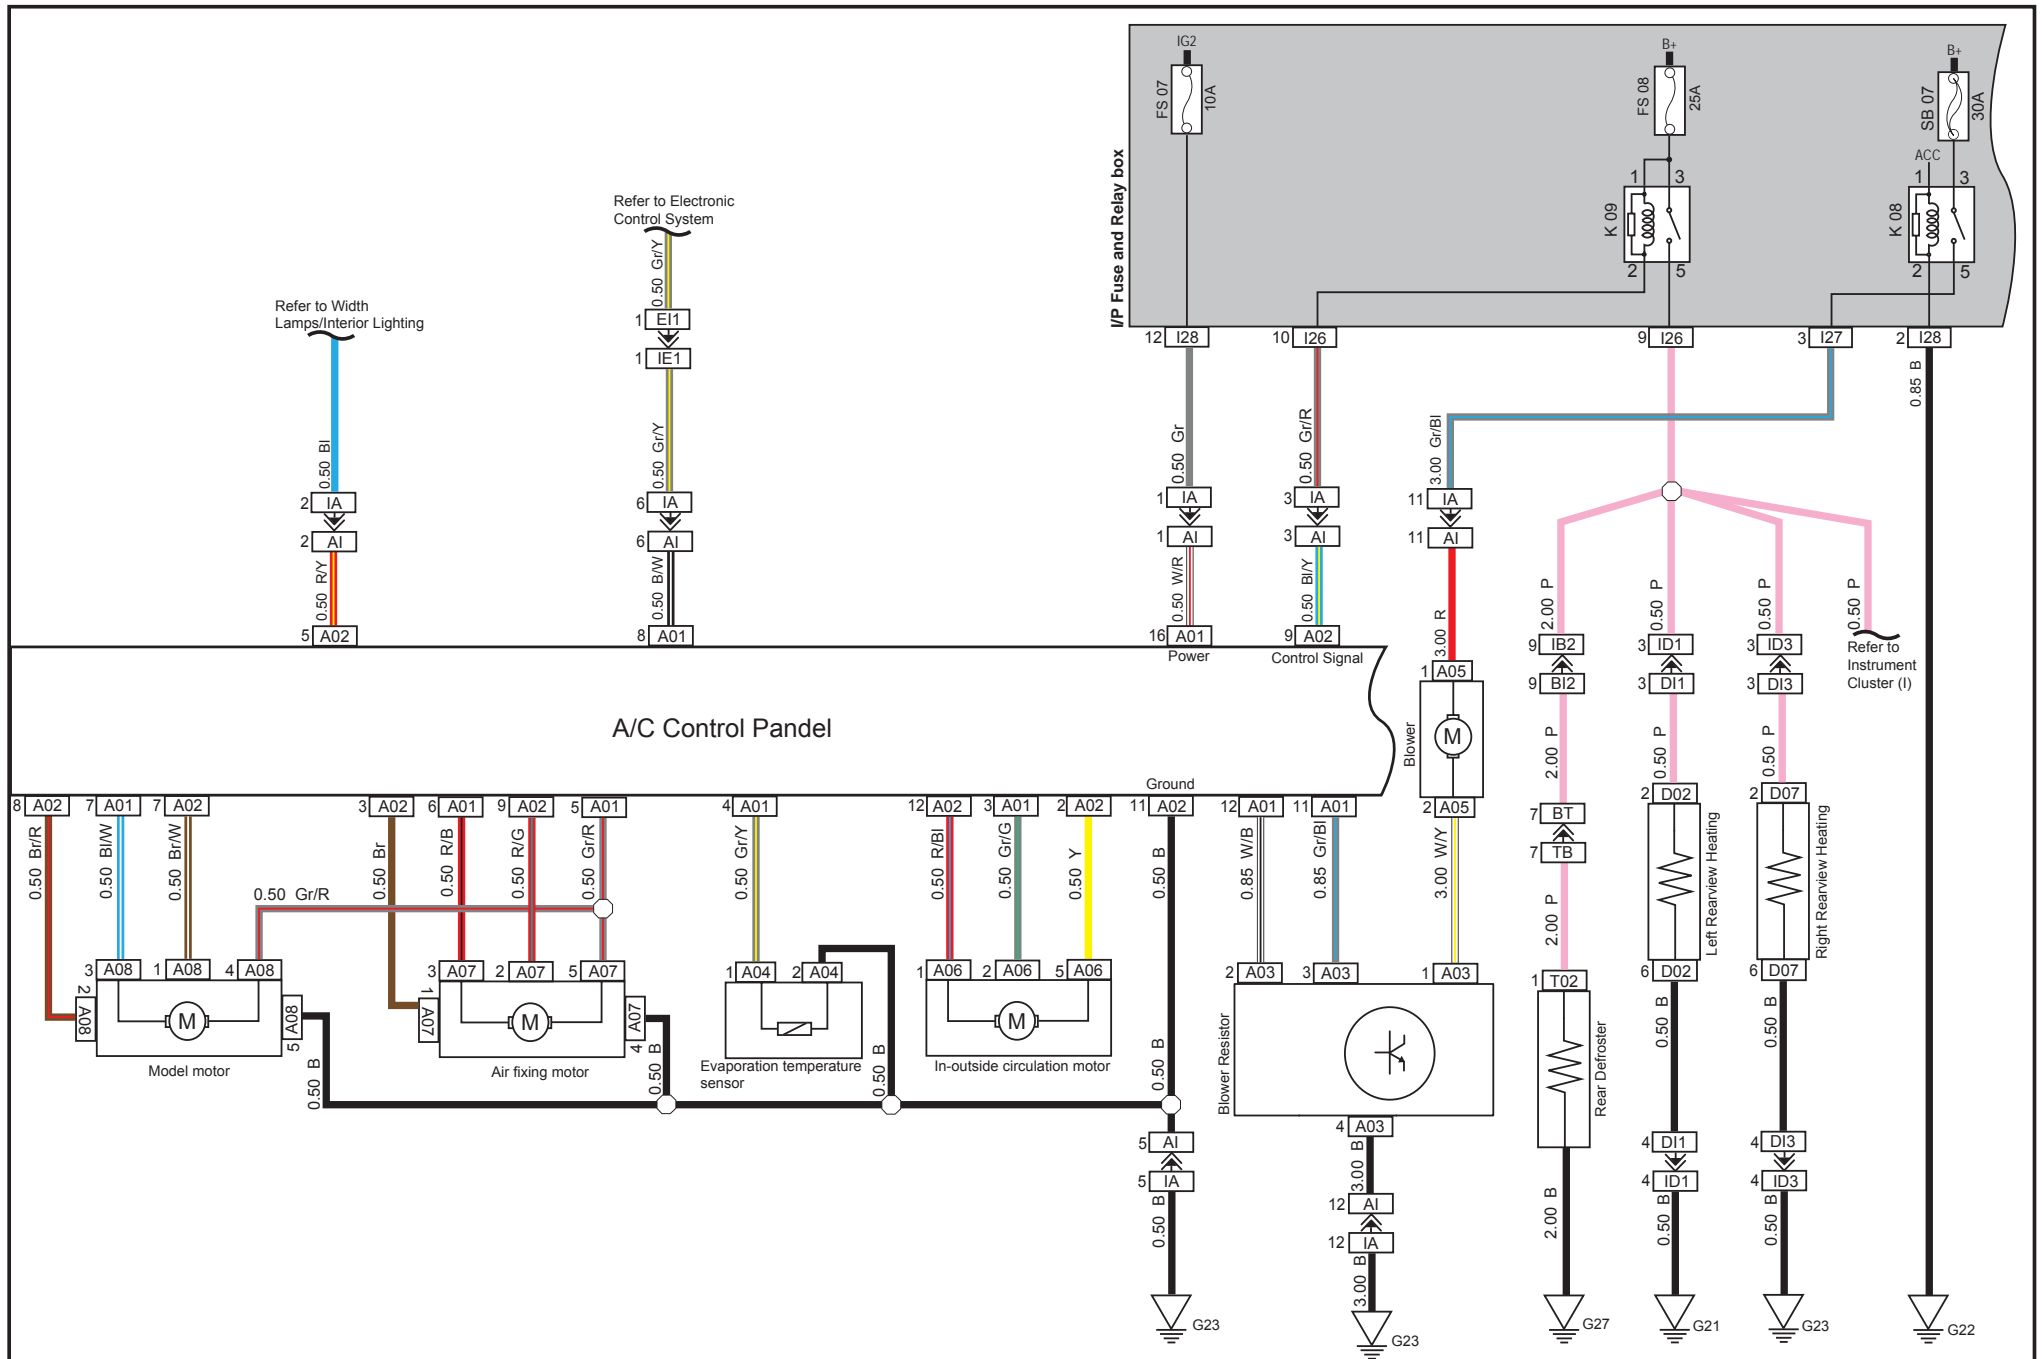 IG2
FS 07
10A
B+
FS 08
25A
B+
SB 07
30A
ACC
I/P Fuse and Relay box
1 3
K 09
2 5
1 3
K 08
2 5
12 I28
10 I26
9 I26
3 I27
2 I28
Refer to Electronic
Control System
0.50 Gr/Y
1 EI1
1 IE1
0.50 Gr/Y
6 IA
6 AI
0.50 B/W
8 A01
Refer to Width
Lamps/Interior Lighting
0.50 Bl
2 IA
2 AI
0.50 R/Y
5 A02
0.50 Gr
1 IA
1 AI
0.50 W/R
16 A01
Power
0.50 Gr/R
3 IA
3 AI
0.50 Bl/Y
9 A02
Control Signal
3.00 Gr/Bl
11 IA
11 AI
3.00 R
1 A05
M
Blower
2 A05
3.00 W/Y
1 A03
2.00 P
9 IB2
9 BI2
2.00 P
7 BT
7 TB
2.00 P
1 T02
Rear Defroster
2.00 B
G27
0.50 P
3 ID1
3 DI1
0.50 P
2 D02
Left Rearview Heating
6 D02
0.50 B
4 DI1
4 ID1
0.50 B
G21
0.50 P
3 ID3
3 DI3
0.50 P
2 D07
Right Rearview Heating
6 D07
0.50 B
4 DI3
4 ID3
0.50 B
G23
0.50 P
Refer to
Instrument
Cluster (I)
0.85 B
G22
A/C Control Pandel
Ground
8 A02
7 A01
7 A02
3 A02
6 A01
9 A02
5 A01
4 A01
12 A02
3 A01
2 A02
11 A02
12 A01
11 A01
0.50 Br/R
0.50 Bl/W
0.50 Br/W
0.50 Gr/R
0.50 Br
0.50 R/B
0.50 R/G
0.50 Gr/R
0.50 Gr/Y
0.50 R/Bl
0.50 Gr/G
0.50 Y
0.50 B
0.85 W/B
0.85 Gr/Bl
3 A08
1 A08
4 A08
2 A08
M
A08 5
Model motor
0.50 B
3 A07
2 A07
5 A07
1 A07
M
A07 4
Air fixing motor
0.50 B
1 A04
2 A04
Evaporation temperature
sensor
0.50 B
1 A06
2 A06
5 A06
M
In-outside circulation motor
0.50 B
5 AI
5 IA
0.50 B
G23
2 A03
3 A03
Blower Resistor
4 A03
3.00 B
12 AI
12 IA
3.00 B
G23